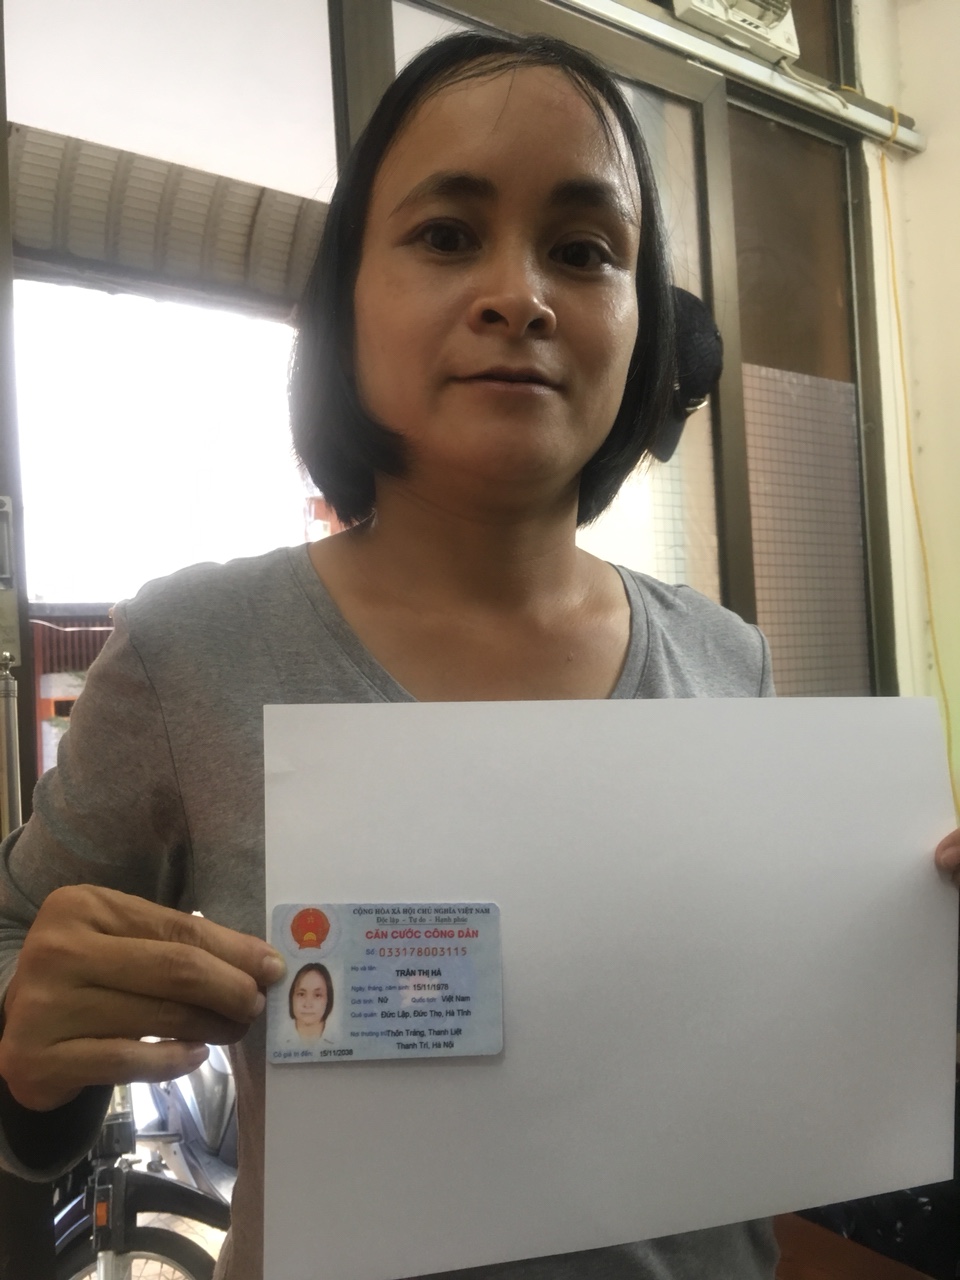 CỘNG HÒA XÃ HỘI CHỦ NGHĨA VIỆT NAM
Độc lập - Tự do - Hạnh phúc
CĂN CƯỚC CÔNG DÂN
Số: 033178003115
Họ và tên:
TRẦN THỊ HÀ
Ngày, tháng, năm sinh: 15/11/1978
Giới tính: Nữ Quốc tịch: Việt Nam
Quê quán: Đức Lập, Đức Thọ, Hà Tĩnh
Nơi thường trú: Thôn Tràng, Thanh Liệt
Thanh Trì, Hà Nội
Có giá trị đến: 15/11/2038